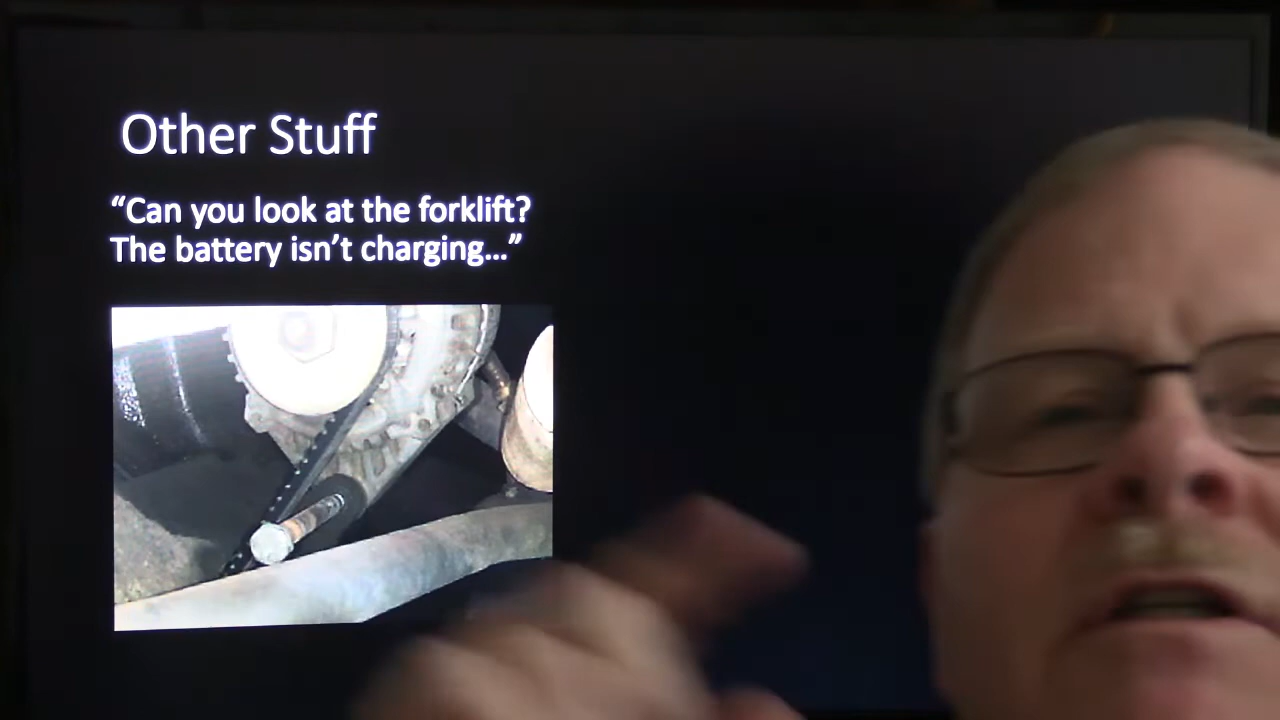 Other Stuff
“Can you look at the forklift?
The battery isn’t charging...”